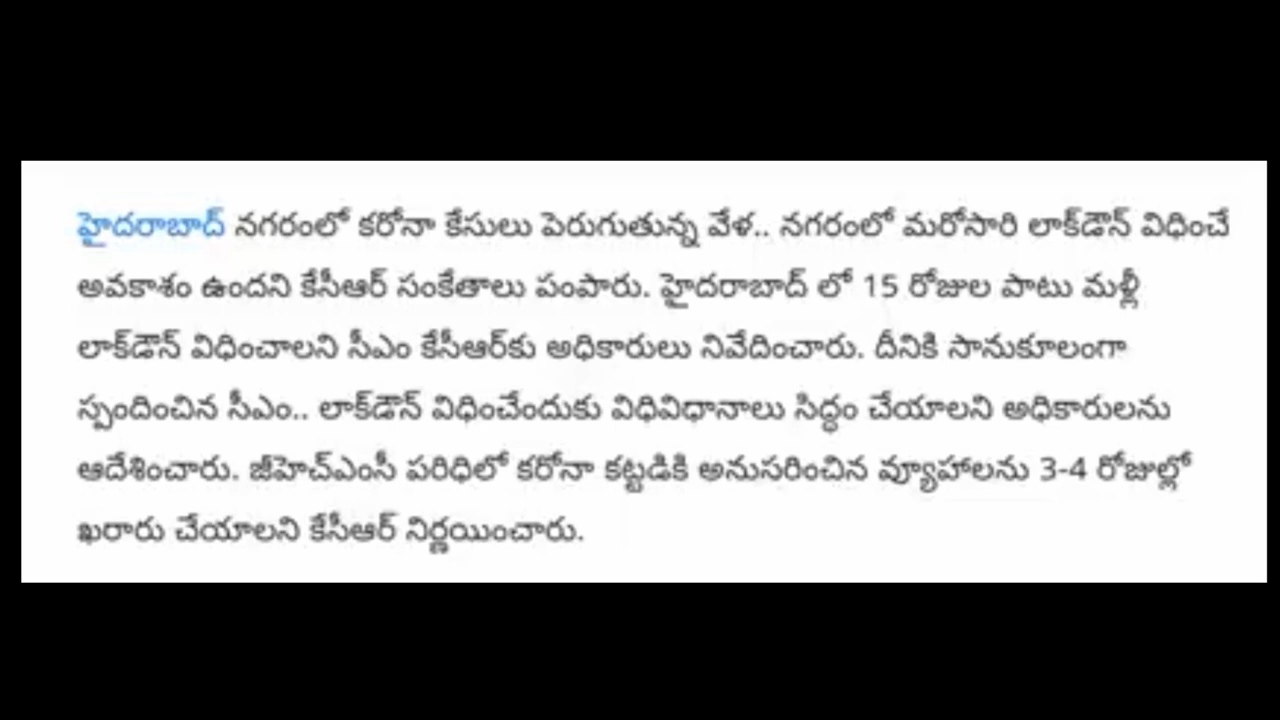 హైదరాబాద్ నగరంలో కరోనా కేసులు పెరుగుతున్న వేళ.. నగరంలో మరోసారి లాక్‌డౌన్ విధించే
అవకాశం ఉందని కేసీఆర్ సంకేతాలు పంపారు. హైదరాబాద్ లో 15 రోజుల పాటు మళ్లీ
లాక్‌డౌన్ విధించాలని సీఎం కేసీఆర్‌కు అధికారులు నివేదించారు. దీనికి సానుకూలంగా
స్పందించిన సీఎం.. లాక్‌డౌన్ విధించేందుకు విధివిధానాలు సిద్ధం చేయాలని అధికారులను
ఆదేశించారు. జీహెచ్ఎంసీ పరిధిలో కరోనా కట్టడికి అనుసరించిన వ్యూహాలను 3-4 రోజుల్లో
ఖరారు చేయాలని కేసీఆర్ నిర్ణయించారు.